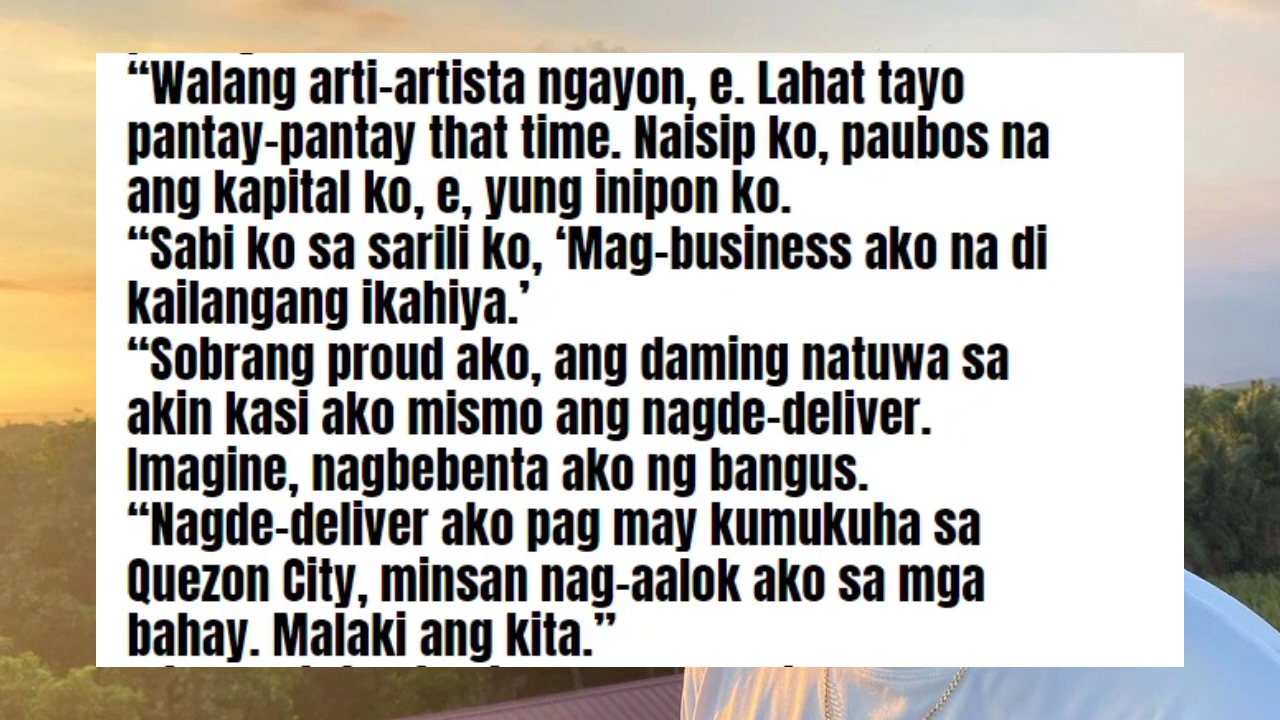 “Walang arti-artista ngayon, e. Lahat tayo
pantay-pantay that time. Naisip ko, paubos na
ang kapital ko, e, yung inipon ko.
“Sabi ko sa sarili ko, ‘Mag-business ako na di
kailangang ikahiya.’
“Sobrang proud ako, ang daming natuwa sa
akin kasi ako mismo ang nagde-deliver.
Imagine, nagbebenta ako ng bangus.
“Nagde-deliver ako pag may kumukuha sa
Quezon City, minsan nag-aalok ako sa mga
bahay. Malaki ang kita.”